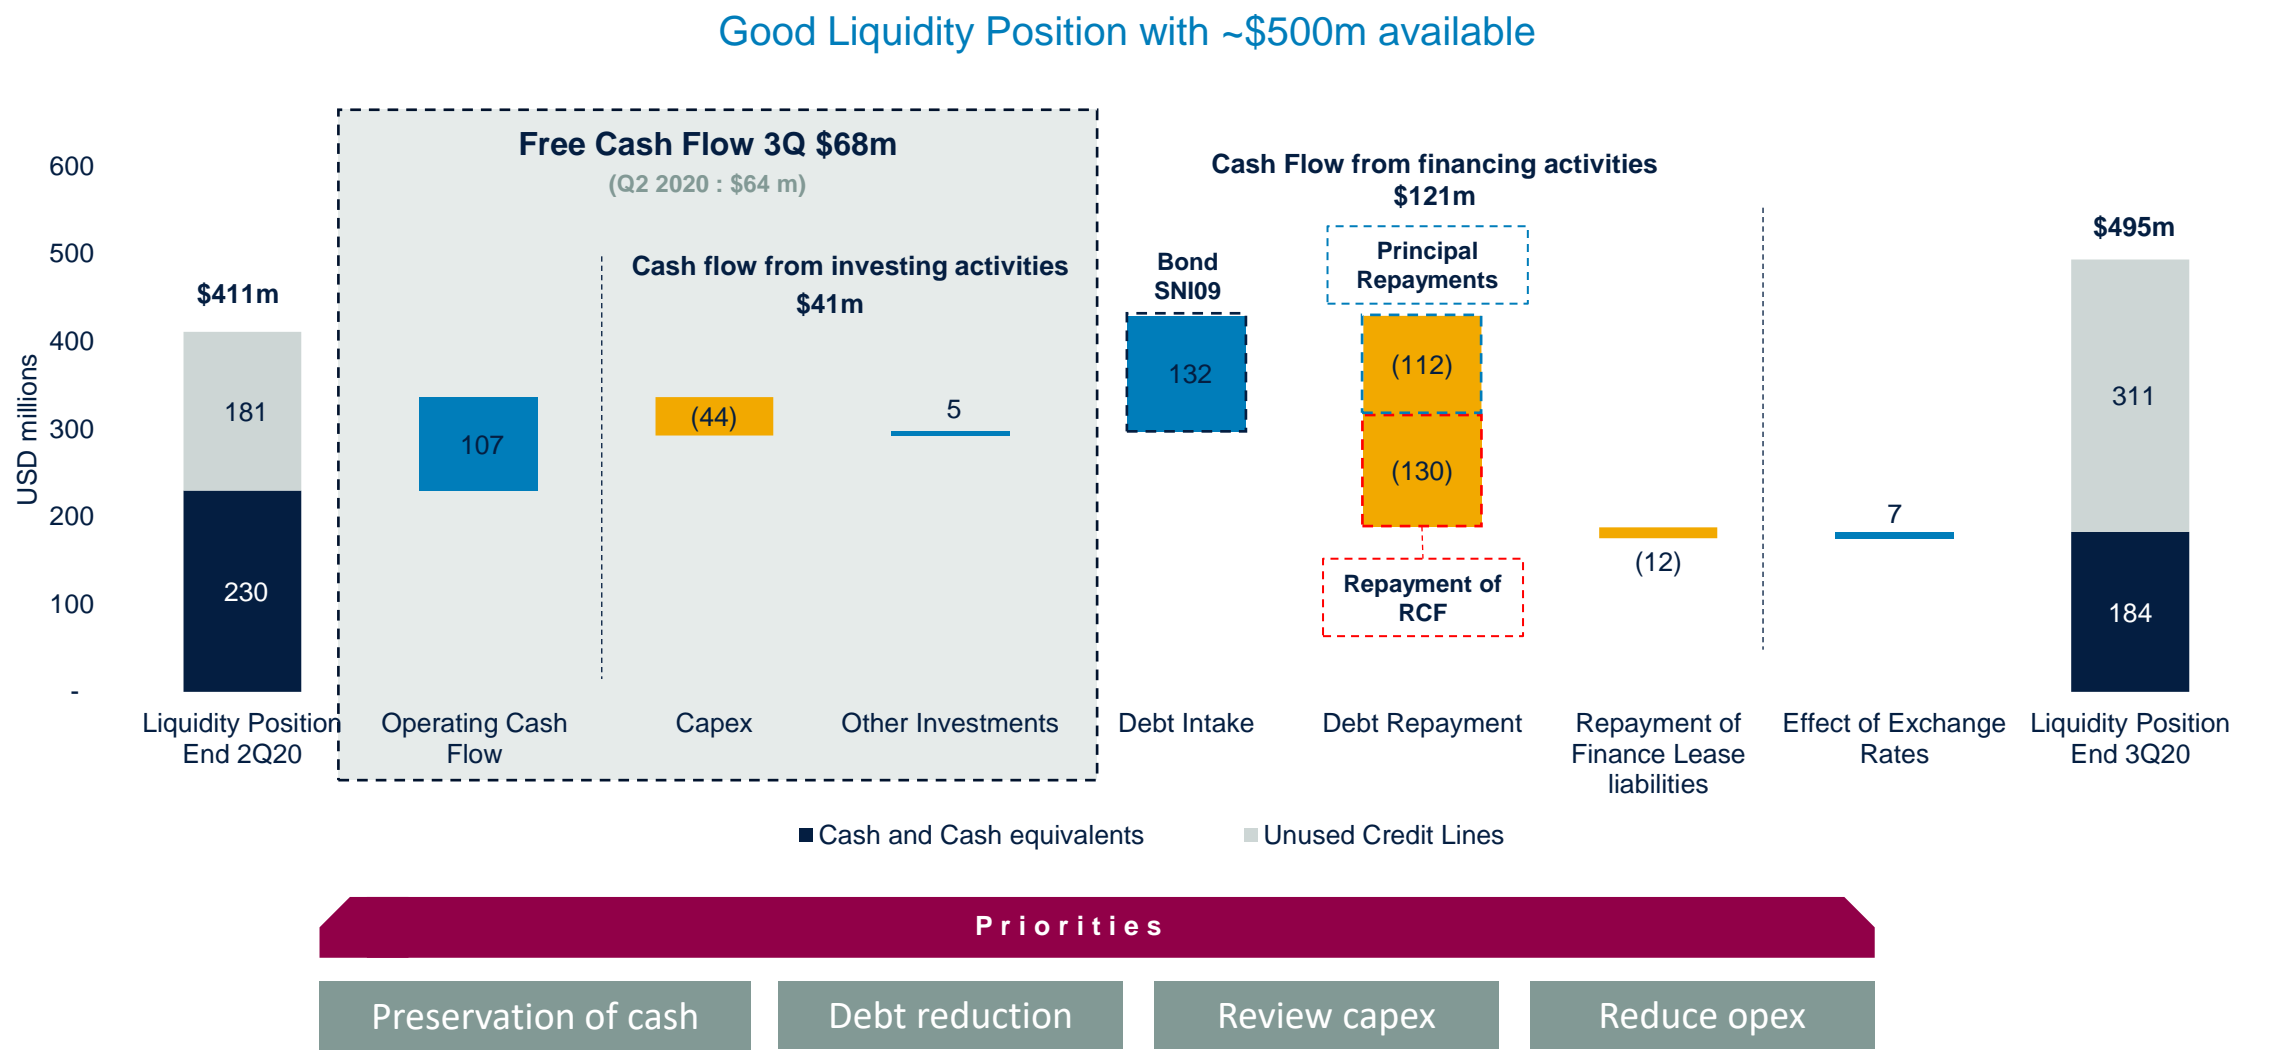 Good Liquidity Position with ~$500m available
Free Cash Flow 3Q $68m
(Q2 2020 : $64 m)
Cash flow from investing activities
$41m
Cash Flow from financing activities
$121m
USD millions
600
500
400
300
200
100
-
$411m
181
230
107
(44)
5
Bond
SNI09
132
Principal
Repayments
(112)
(130)
Repayment of
RCF
(12)
7
$495m
311
184
Liquidity Position
End 2Q20
Operating Cash
Flow
Capex
Other Investments
Debt Intake
Debt Repayment
Repayment of
Finance Lease
liabilities
Effect of Exchange
Rates
Liquidity Position
End 3Q20
Cash and Cash equivalents
Unused Credit Lines
Priorities
Preservation of cash
Debt reduction
Review capex
Reduce opex